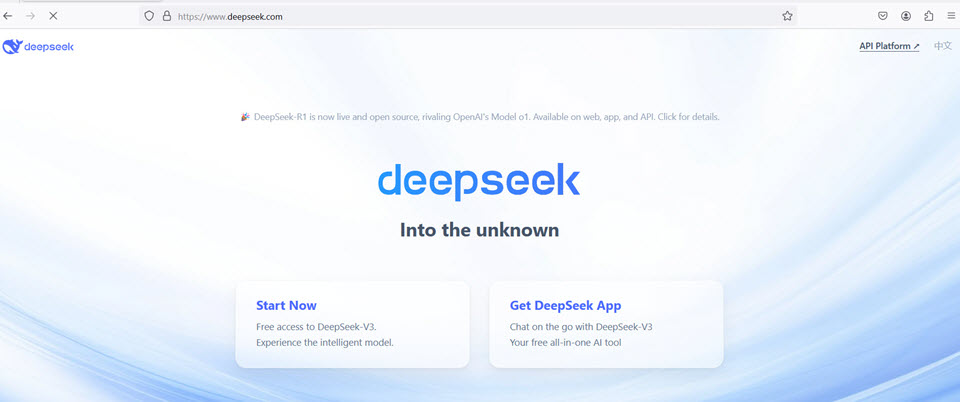 https://www.deepseek.com
deepseek
API Platform ↗
中文
🎉 DeepSeek-R1 is now live and open source, rivaling OpenAI's Model o1. Available on web, app, and API. Click for details.
deepseek
Into the unknown
Start Now
Free access to DeepSeek-V3.
Experience the intelligent model.
Get DeepSeek App
Chat on the go with DeepSeek-V3
Your free all-in-one AI tool